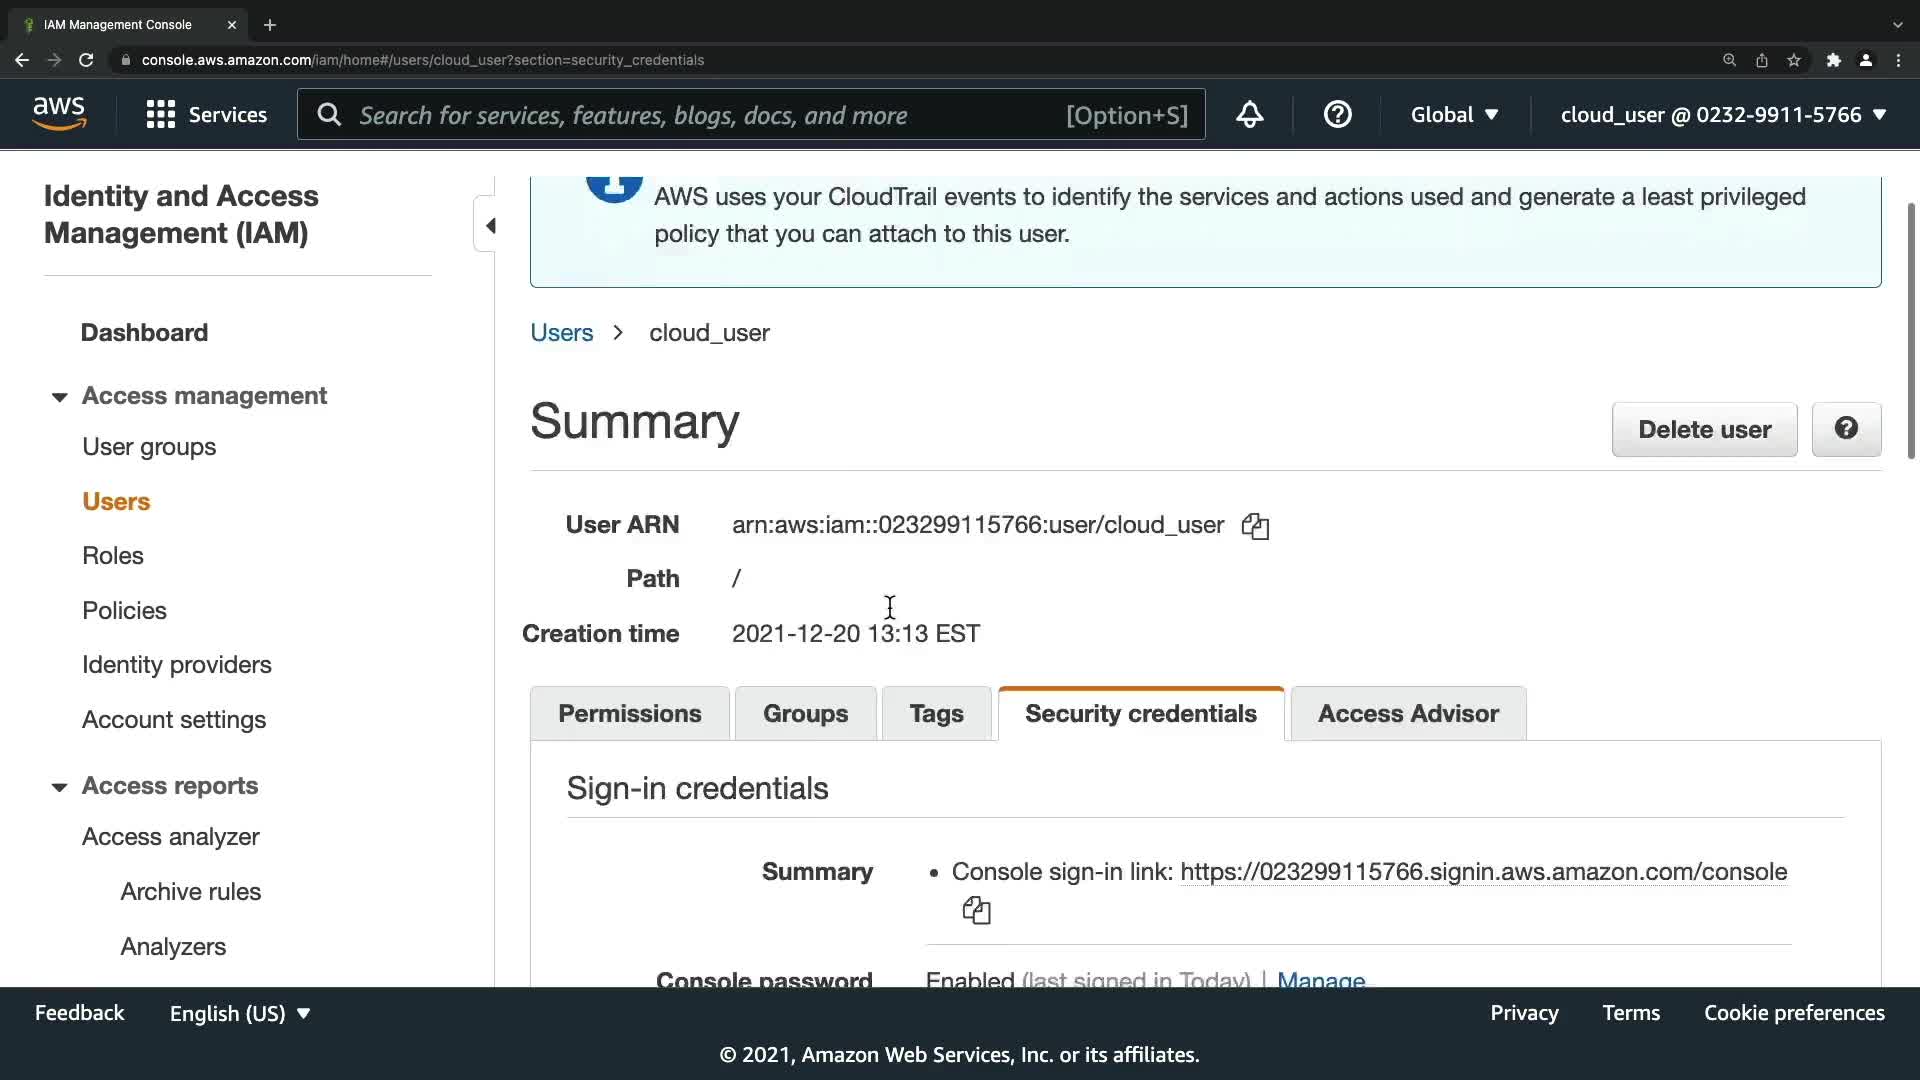 IAM Management Console
console.aws.amazon.com/iam/home#/users/cloud_user?section=security_credentials
aws
Services
Search for services, features, blogs, docs, and more
[Option+S]
Global
cloud_user @ 0232-9911-5766
Identity and Access
Management (IAM)
Dashboard
Access management
User groups
Users
Roles
Policies
Identity providers
Account settings
Access reports
Access analyzer
Archive rules
Analyzers
AWS uses your CloudTrail events to identify the services and actions used and generate a least privileged
policy that you can attach to this user.
Users > cloud_user
Summary
Delete user
User ARN arn:aws:iam::023299115766:user/cloud_user
Path /
Creation time 2021-12-20 13:13 EST
Permissions
Groups
Tags
Security credentials
Access Advisor
Sign-in credentials
Summary
• Console sign-in link: https://023299115766.signin.aws.amazon.com/console
Console password Enabled (last signed in Today) | Manage
Feedback
English (US)
Privacy
Terms
Cookie preferences
© 2021, Amazon Web Services, Inc. or its affiliates.